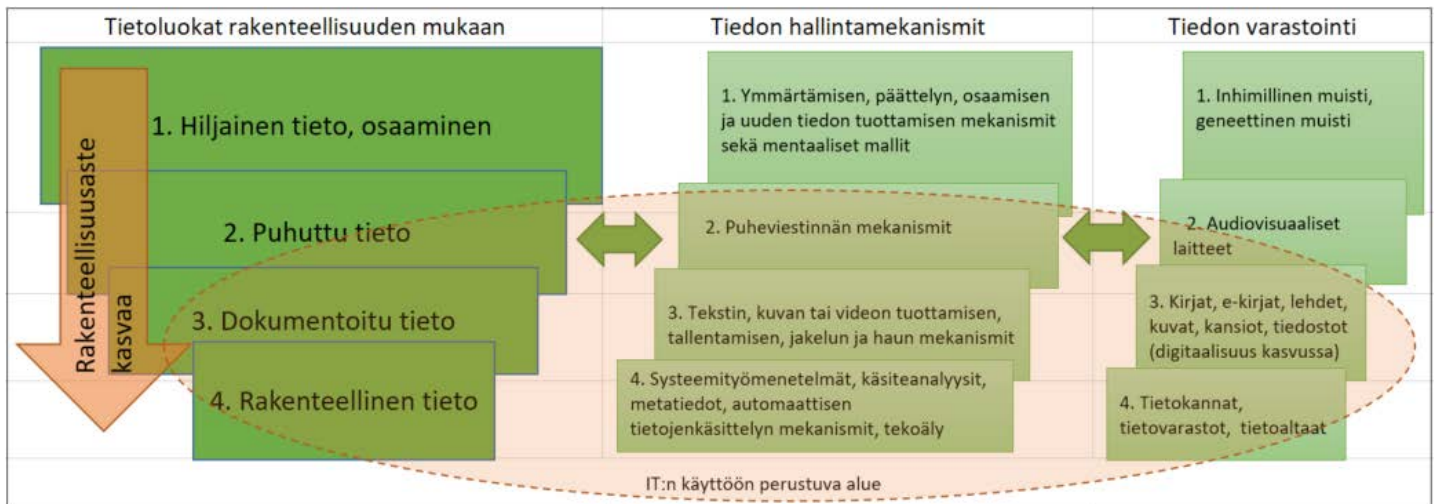 Tietoluokat rakenteellisuuden mukaan
Tiedon hallintamekanismit
Tiedon varastointi
Rakenteellisuusaste
kasvaa
1. Hiljainen tieto, osaaminen
2. Puhuttu tieto
3. Dokumentoitu tieto
4. Rakenteellinen tieto
1. Ymmärtämisen, päättelyn, osaamisen
ja uuden tiedon tuottamisen mekanismit
sekä mentaaliset mallit
2. Puheviestinnän mekanismit
3. Tekstin, kuvan tai videon tuottamisen,
tallentamisen, jakelun ja haun mekanismit
4. Systeemityömenetelmät, käsiteanalyysit,
metatiedot, automaattisen
tietojenkäsittelyn mekanismit, tekoäly
1. Inhimillinen muisti,
geneettinen muisti
2. Audiovisuaaliset
laitteet
3. Kirjat, e-kirjat, lehdet,
kuvat, kansiot, tiedostot
(digitaalisuus kasvussa)
4. Tietokannat,
tietovarastot, tietoaltaat
IT:n käyttöön perustuva alue